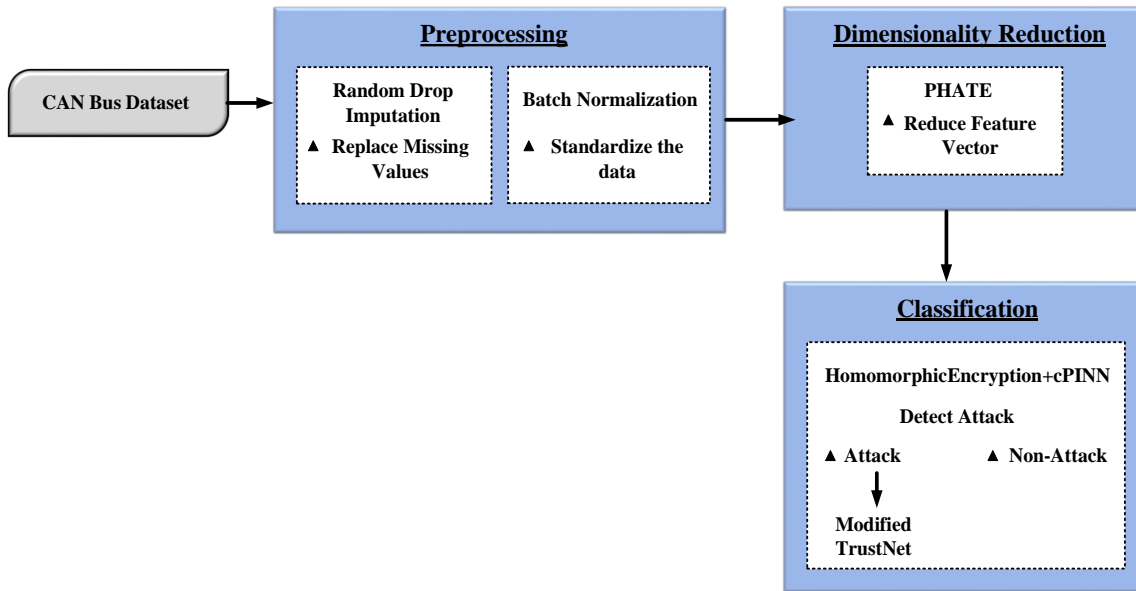 CAN Bus Dataset
Preprocessing
Random Drop
Imputation
▲ Replace Missing
Values
Batch Normalization
▲ Standardize the
data
Dimensionality Reduction
PHATE
▲ Reduce Feature
Vector
Classification
HomomorphicEncryption+cPINN
Detect Attack
▲ Attack
▲ Non-Attack
Modified
TrustNet